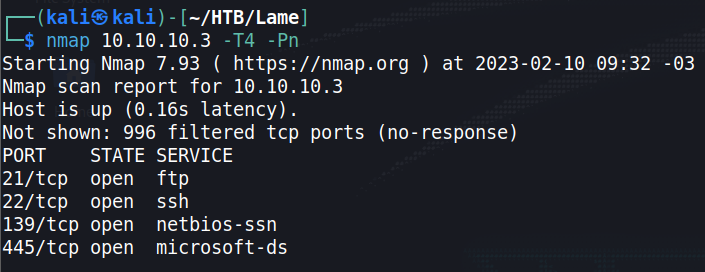 ┌──(kali㉿kali)-[~/HTB/Lame]
└─$ nmap 10.10.10.3 -T4 -Pn
Starting Nmap 7.93 ( https://nmap.org ) at 2023-02-10 09:32 -03
Nmap scan report for 10.10.10.3
Host is up (0.16s latency).
Not shown: 996 filtered tcp ports (no-response)
PORT    STATE SERVICE
21/tcp  open  ftp
22/tcp  open  ssh
139/tcp open  netbios-ssn
445/tcp open  microsoft-ds